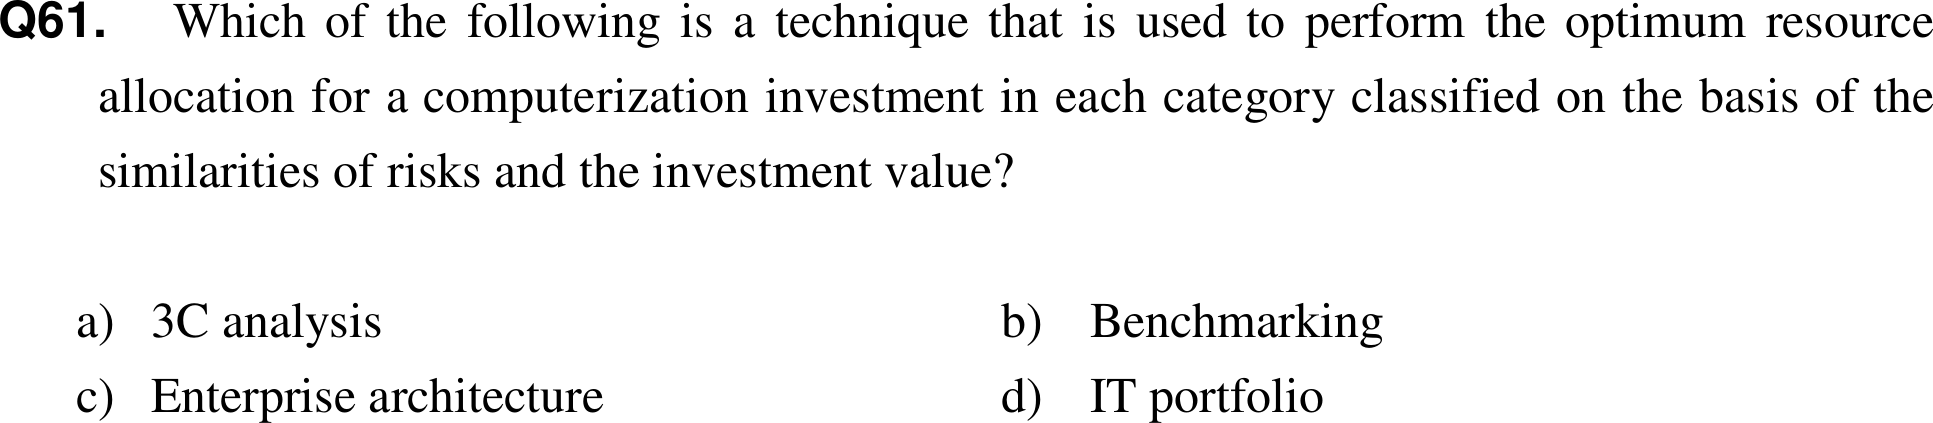 Q61. Which of the following is a technique that is used to perform the optimum resource
allocation for a computerization investment in each category classified on the basis of the
similarities of risks and the investment value?
a) 3C analysis b) Benchmarking
c) Enterprise architecture d) IT portfolio